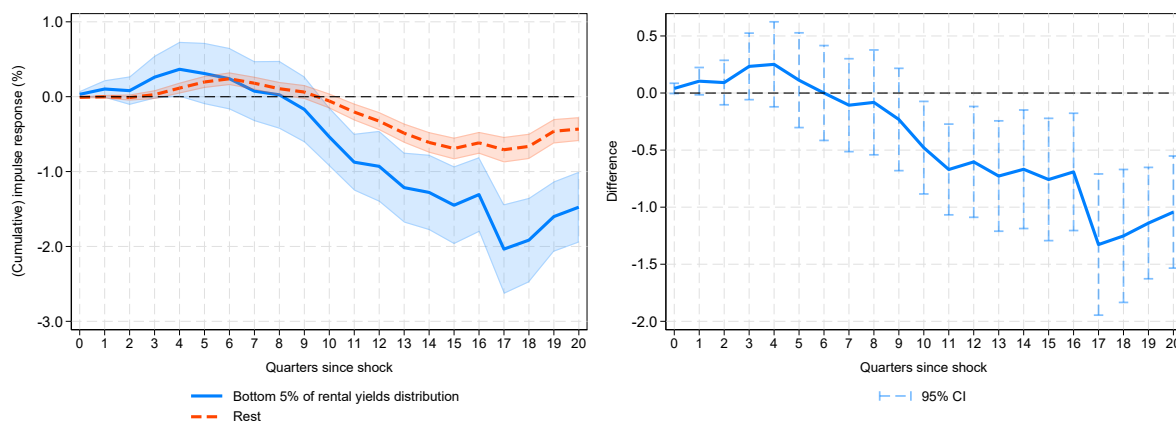 (Cumulative) impulse response (%)
1.0
0.0
-1.0
-2.0
-3.0
0 1 2 3 4 5 6 7 8 9 10 11 12 13 14 15 16 17 18 19 20
Quarters since shock
Bottom 5% of rental yields distribution
Rest
Difference
0.5
0.0
-0.5
-1.0
-1.5
-2.0
0 1 2 3 4 5 6 7 8 9 10 11 12 13 14 15 16 17 18 19 20
Quarters since shock
95% CI